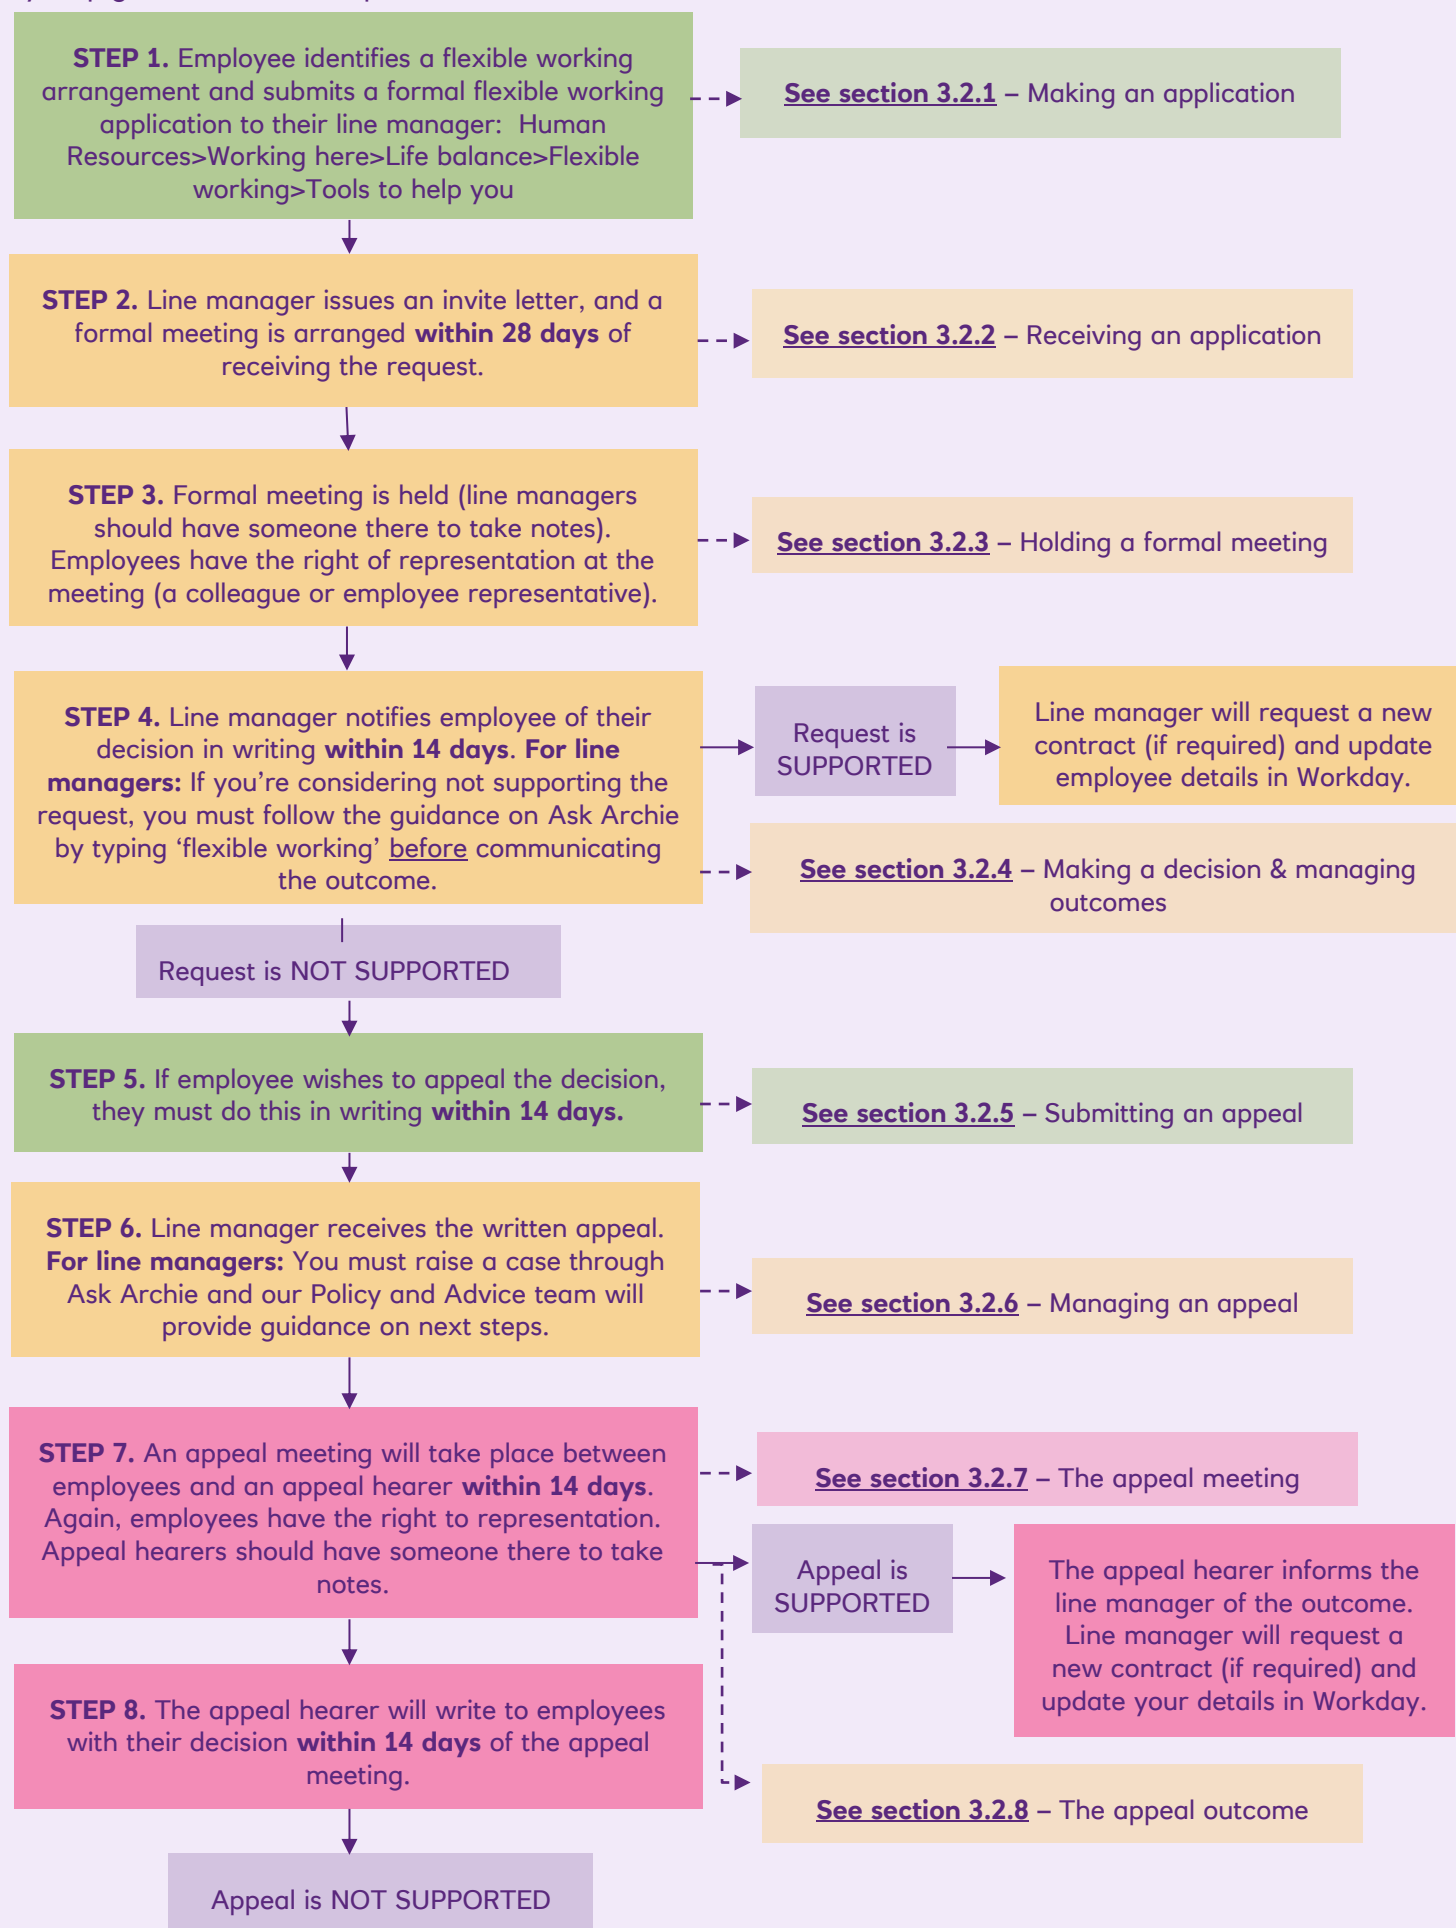 STEP 1. Employee identifies a flexible working
arrangement and submits a formal flexible working
application to their line manager:  Human
Resources>Working here>Life balance>Flexible
working>Tools to help you
See section 3.2.1 – Making an application
STEP 2. Line manager issues an invite letter, and a
formal meeting is arranged within 28 days of
receiving the request.
See section 3.2.2 – Receiving an application
STEP 3. Formal meeting is held (line managers
should have someone there to take notes).
Employees have the right of representation at the
meeting (a colleague or employee representative).
See section 3.2.3 – Holding a formal meeting
STEP 4. Line manager notifies employee of their
decision in writing within 14 days. For line
managers: If you’re considering not supporting the
request, you must follow the guidance on Ask Archie
by typing ‘flexible working’ before communicating
the outcome.
Request is
SUPPORTED
Line manager will request a new
contract (if required) and update
employee details in Workday.
See section 3.2.4 – Making a decision & managing
outcomes
Request is NOT SUPPORTED
STEP 5. If employee wishes to appeal the decision,
they must do this in writing within 14 days.
See section 3.2.5 – Submitting an appeal
STEP 6. Line manager receives the written appeal.
For line managers: You must raise a case through
Ask Archie and our Policy and Advice team will
provide guidance on next steps.
See section 3.2.6 – Managing an appeal
STEP 7. An appeal meeting will take place between
employees and an appeal hearer within 14 days.
Again, employees have the right to representation.
Appeal hearers should have someone there to take
notes.
See section 3.2.7 – The appeal meeting
Appeal is
SUPPORTED
The appeal hearer informs the
line manager of the outcome.
Line manager will request a
new contract (if required) and
update your details in Workday.
STEP 8. The appeal hearer will write to employees
with their decision within 14 days of the appeal
meeting.
See section 3.2.8 – The appeal outcome
Appeal is NOT SUPPORTED